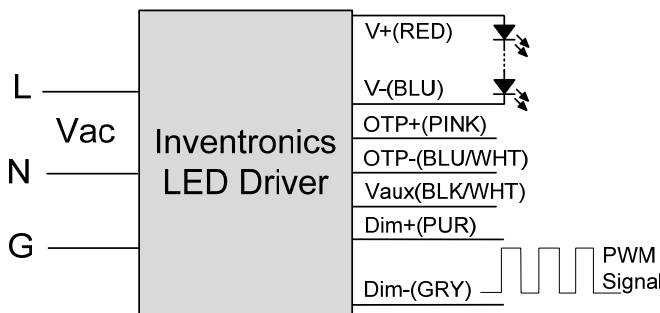 V+(RED)
L
V-(BLU)
Vac
OTP+(PINK)
Inventronics
LED Driver
OTP-(BLU/WHT)
N
Vaux(BLK/WHT)
Dim+(PUR)
G
PWM
Signal
Dim-(GRY)